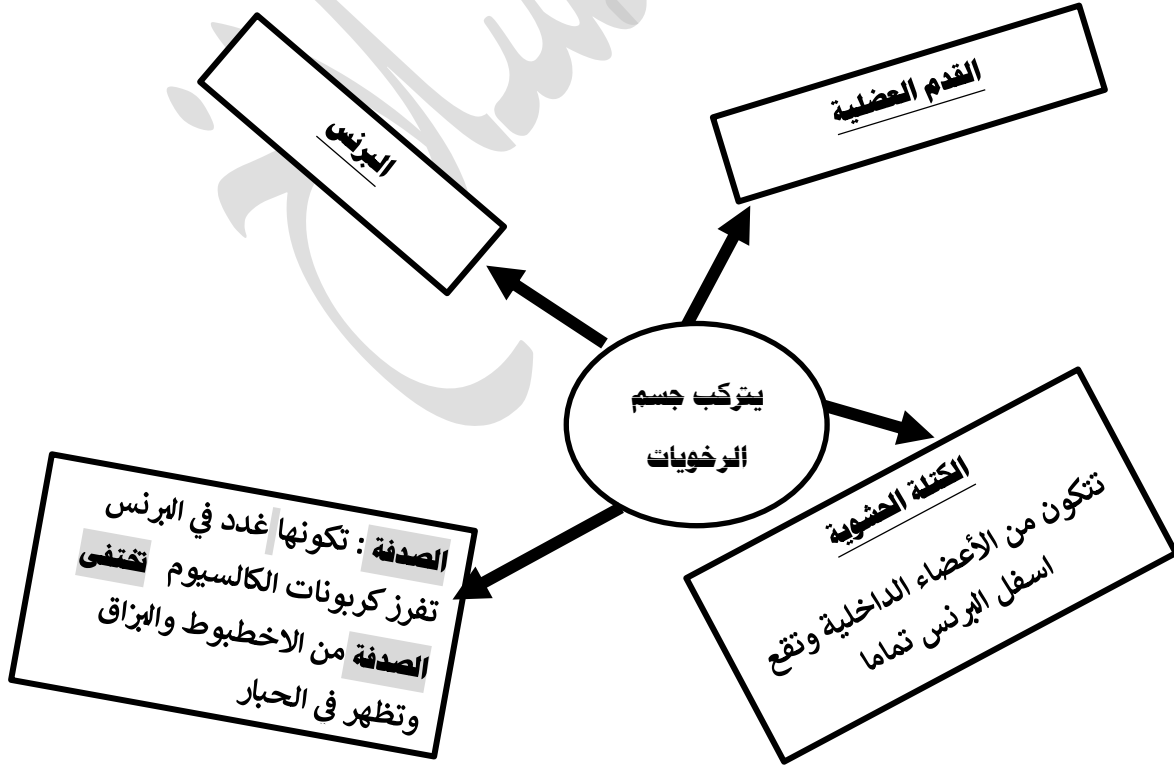 القدم العضلية
البرنس
يتركب جسم
الرخويات
الكتلة الحشوية
تتكون من الأعضاء الداخلية وتقع
اسفل البرنس تماما
الصدفة : تكونها غدد في البرنس
تفرز كربونات الكالسيوم تختفى
الصدفة من الاخطبوط والبزاق
وتظهر في الحبار